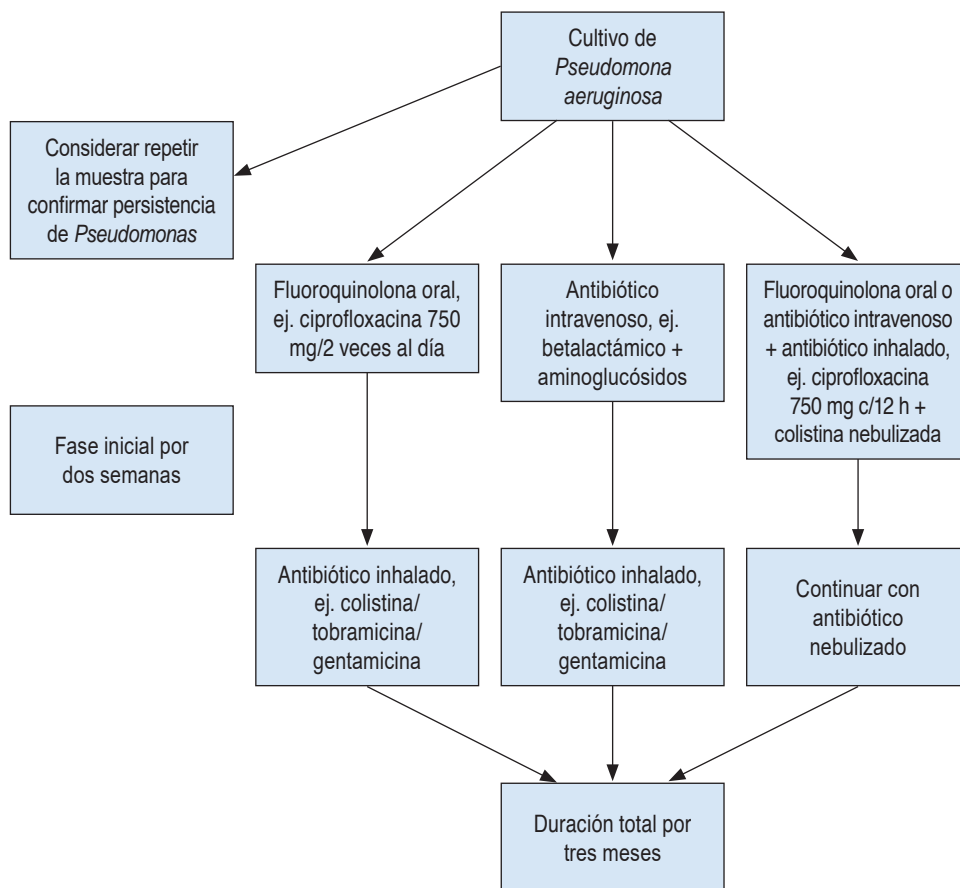 Cultivo de
Pseudomona
aeruginosa
Considerar repetir
la muestra para
confirmar persistencia
de Pseudomonas
Fluoroquinolona oral,
ej. ciprofloxacina 750
mg/2 veces al día
Antibiótico
intravenoso, ej.
betalactámico +
aminoglucósidos
Fluoroquinolona oral o
antibiótico intravenoso
+ antibiótico inhalado,
ej. ciprofloxacina
750 mg c/12 h +
colistina nebulizada
Fase inicial por
dos semanas
Antibiótico inhalado,
ej. colistina/
tobramicina/
gentamicina
Antibiótico inhalado,
ej. colistina/
tobramicina/
gentamicina
Continuar con
antibiótico
nebulizado
Duración total por
tres meses